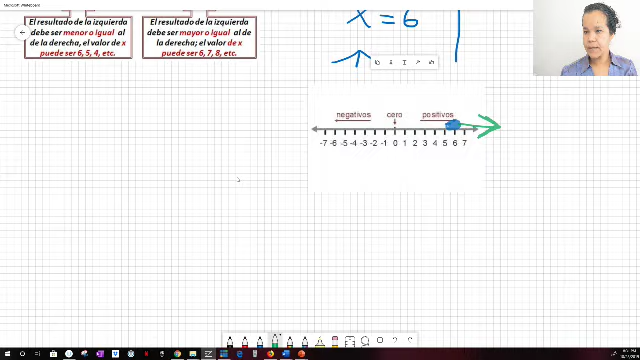 Microsoft Whiteboard
El resultado de la izquierda
debe ser menor o igual al
de la derecha, el valor de x
puede ser 6, 5, 4, etc.
El resultado de la izquierda
debe ser mayor o igual al de
la derecha; el valor de x
puede ser 6, 7, 8, etc.
x = 6
negativos cero positivos
-7 -6 -5 -4 -3 -2 -1 0 1 2 3 4 5 6 7